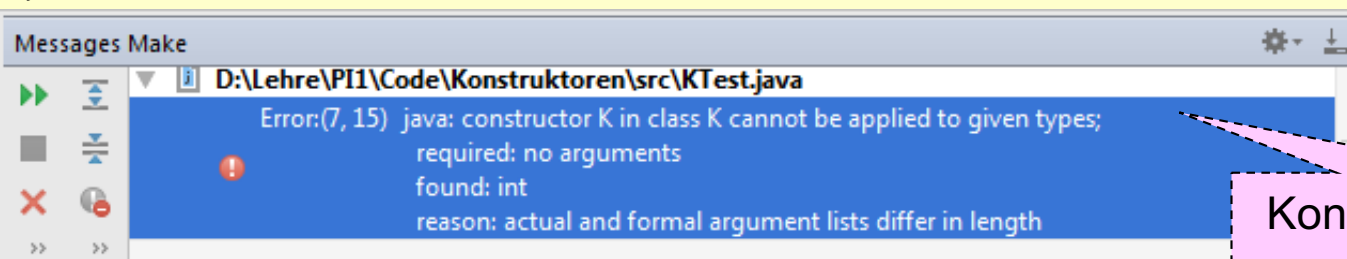 Messages Make
D:\Lehre\PI1\Code\Konstruktoren\src\KTest.java
Error:(7, 15) java: constructor K in class K cannot be applied to given types;
required: no arguments
found: int
reason: actual and formal argument lists differ in length
Kon